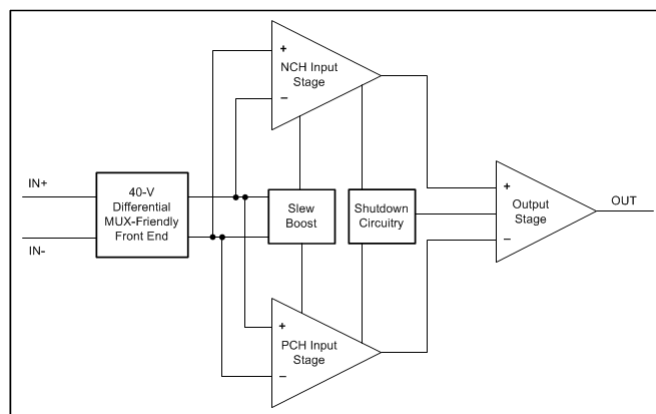 +
NCH Input
Stage
−
IN+
40-V
Differential
MUX-Friendly
Front End
IN-
Slew
Boost
Shutdown
Circuitry
+
Output
Stage
−
OUT
+
PCH Input
Stage
−